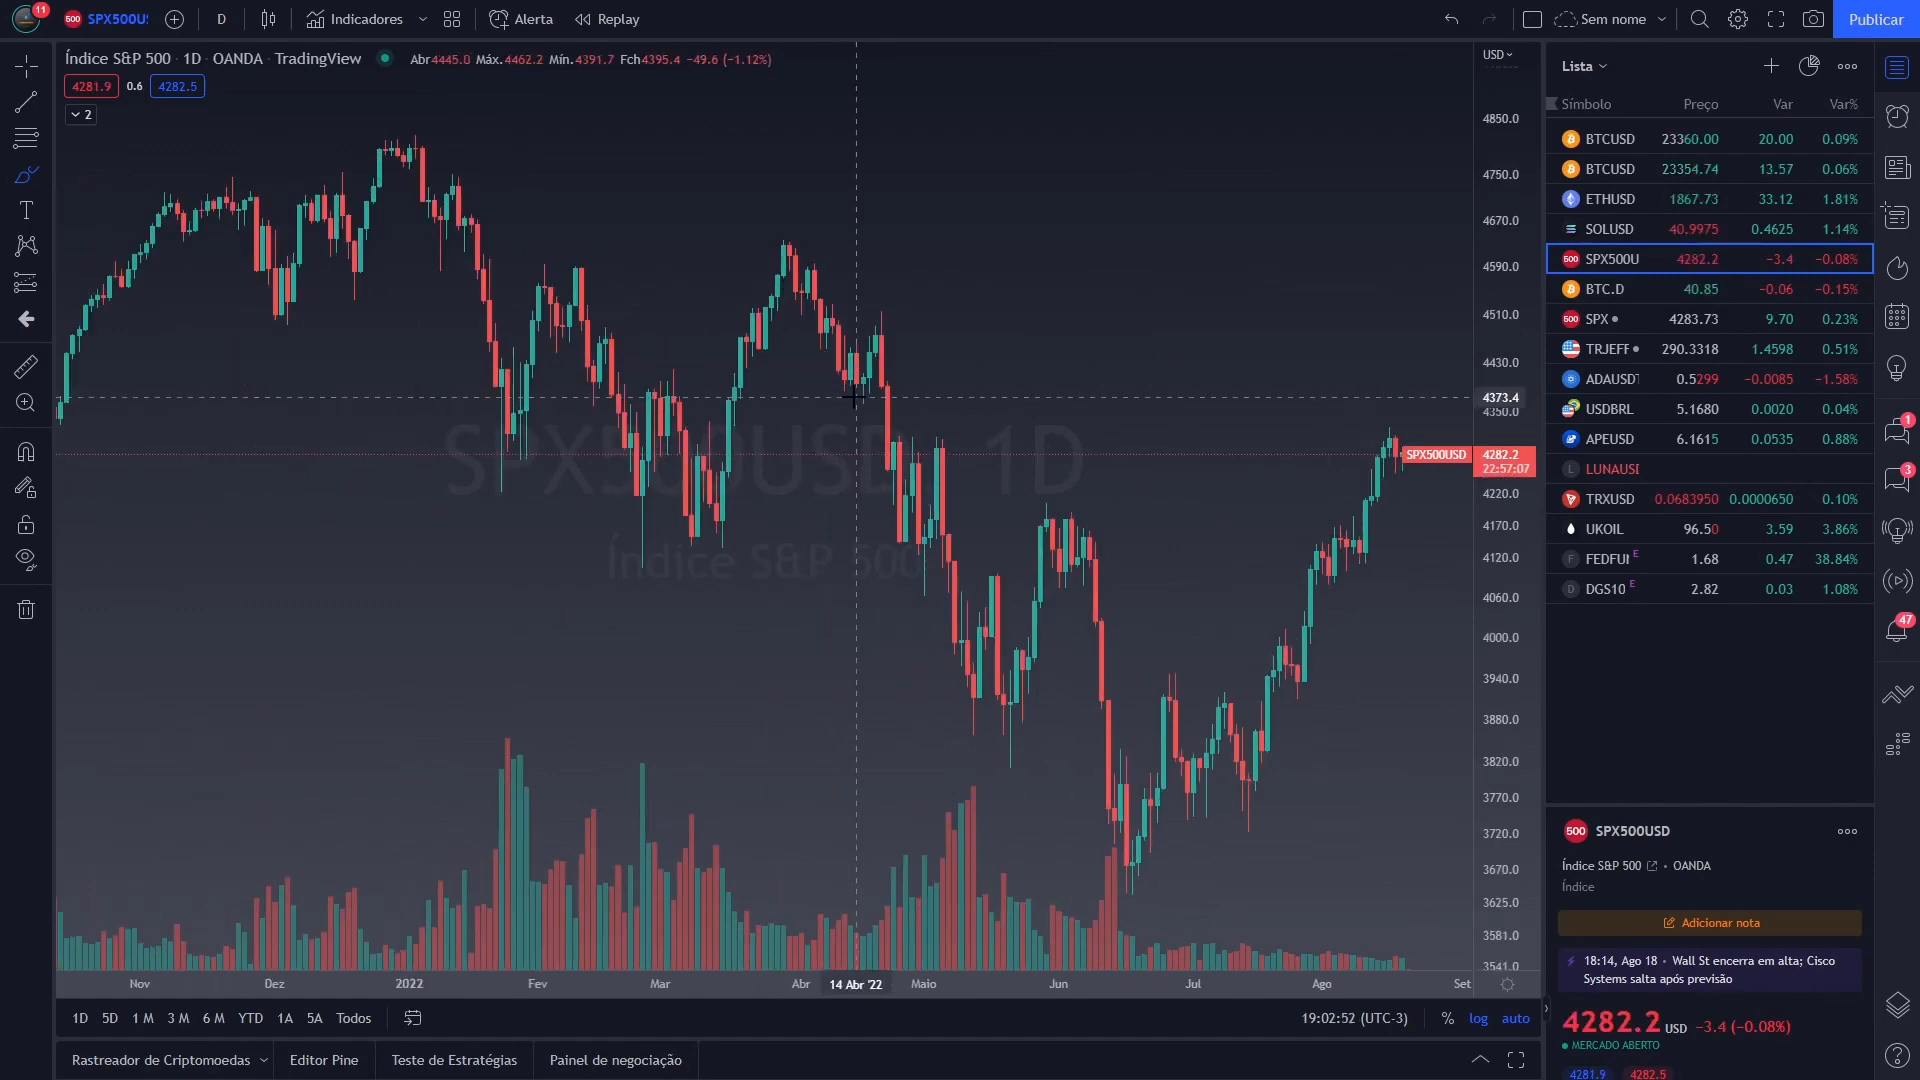 11
500 SPX500U
D
Indicadores
Alerta
Replay
Sem nome
Publicar
Índice S&P 500 · 1D · OANDA · TradingView
Abr4445.0 Máx.4462.2 Mín.4391.7 Fch4395.4 −49.6 (−1.12%)
4281.9 0.6 4282.5
2
USD
4850.0
4750.0
4670.0
4590.0
4510.0
4430.0
4373.4
4350.0
SPX500USD 4282.2
22:57:07
4220.0
4170.0
4120.0
4060.0
4000.0
3940.0
3880.0
3820.0
3770.0
3720.0
3670.0
3625.0
3581.0
3541.0
SPX500USD, 1D
Índice S&P 500
Nov Dez 2022 Fev Mar Abr 14 Abr '22 Maio Jun Jul Ago Set
1D 5D 1 M 3 M 6 M YTD 1A 5A Todos
19:02:52 (UTC-3) % log auto
Rastreador de Criptomoedas Editor Pine Teste de Estratégias Painel de negociação
Lista
Símbolo Preço Var Var%
BTCUSD 23360.00 20.00 0.09%
BTCUSD 23354.74 13.57 0.06%
ETHUSD 1867.73 33.12 1.81%
SOLUSD 40.9975 0.4625 1.14%
500 SPX500U 4282.2 −3.4 −0.08%
BTC.D 40.85 −0.06 −0.15%
500 SPX 4283.73 9.70 0.23%
TRJEFF 290.3318 1.4598 0.51%
ADAUSDT 0.5299 −0.0085 −1.58%
USDBRL 5.1680 0.0020 0.04%
APEUSD 6.1615 0.0535 0.88%
L LUNAUSI
TRXUSD 0.0683950 0.0000650 0.10%
UKOIL 96.50 3.59 3.86%
F FEDFUI E 1.68 0.47 38.84%
D DGS10 E 2.82 0.03 1.08%
1
3
47
500 SPX500USD
Índice S&P 500 • OANDA
Índice
Adicionar nota
18:14, Ago 18 • Wall St encerra em alta; Cisco
Systems salta após previsão
4282.2 USD −3.4 (−0.08%)
MERCADO ABERTO
4281.9 4282.5